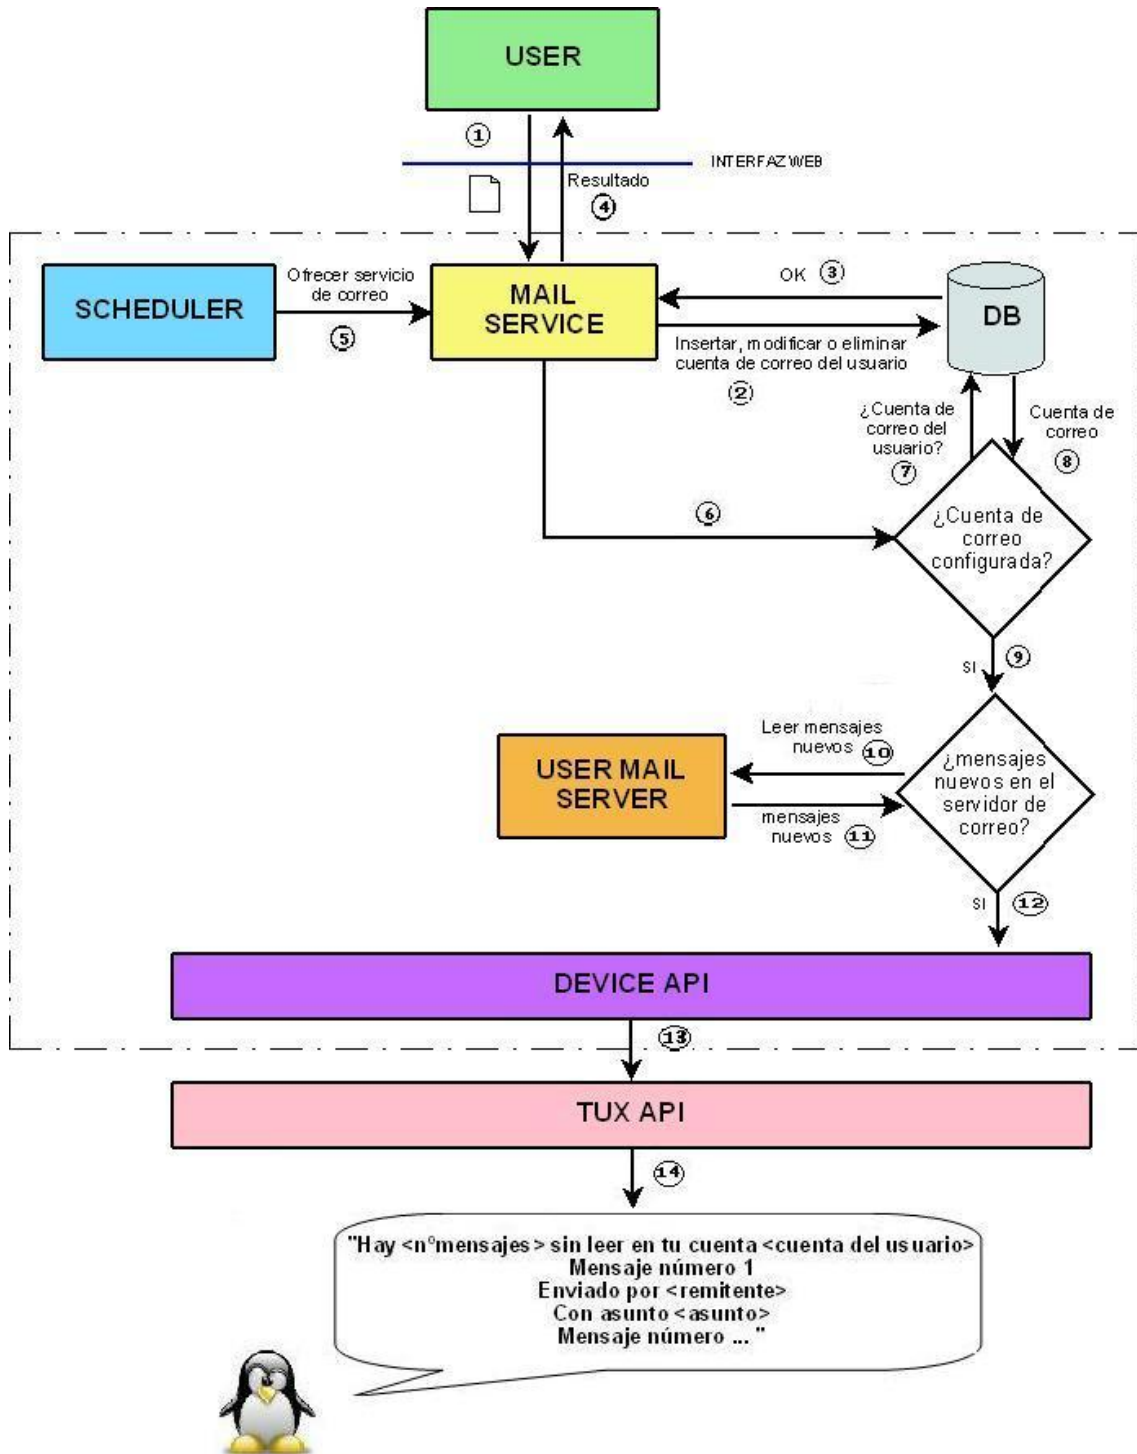 USER
1
INTERFAZ WEB
Resultado
4
SCHEDULER
Ofrecer servicio
de correo
5
MAIL
SERVICE
OK 3
DB
Insertar, modificar o eliminar
cuenta de correo del usuario
2
¿Cuenta de
correo del
usuario?
7
Cuenta de
correo
8
6
¿Cuenta de
correo
configurada?
SI 9
Leer mensajes
nuevos 10
USER MAIL
SERVER
mensajes
nuevos 11
¿mensajes
nuevos en el
servidor de
correo?
SI 12
DEVICE API
13
TUX API
14
"Hay <nºmensajes> sin leer en tu cuenta <cuenta del usuario>
Mensaje número 1
Enviado por <remitente>
Con asunto <asunto>
Mensaje número ... "